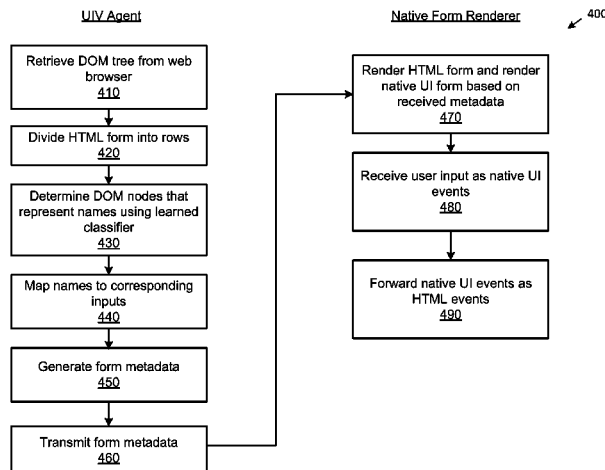 UIV Agent
Retrieve DOM tree from web
browser
410
Divide HTML form into rows
420
Determine DOM nodes that
represent names using learned
classifier
430
Map names to corresponding
inputs
440
Generate form metadata
450
Transmit form metadata
460
Native Form Renderer
400
Render HTML form and render
native UI form based on
received metadata
470
Receive user input as native UI
events
480
Forward native UI events as
HTML events
490